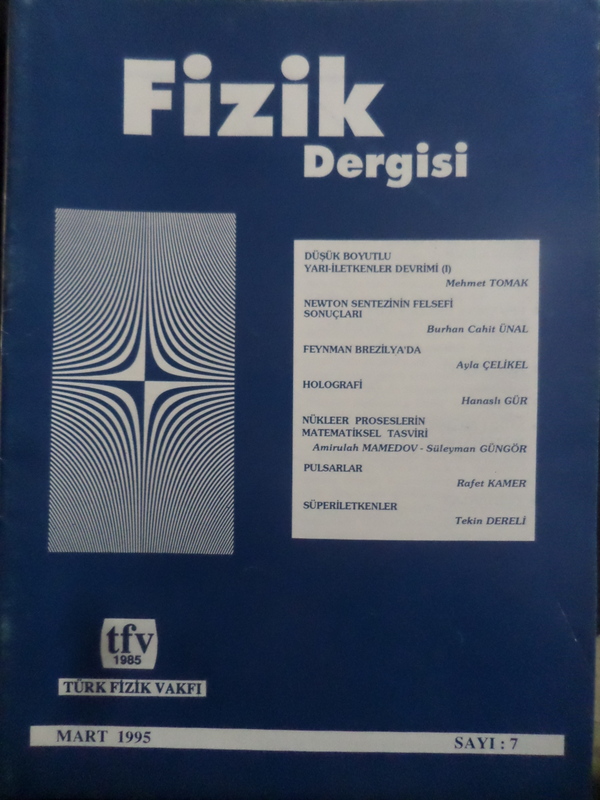 Fizik
Dergisi
DÜŞÜK BOYUTLU
YARI-İLETKENLER DEVRİMİ (I)
Mehmet TOMAK
NEWTON SENTEZİNİN FELSEFİ
SONUÇLARI
Burhan Cahit ÜNAL
FEYNMAN BREZİLYA'DA
Ayla ÇELİKEL
HOLOGRAFİ
Hanaslı GÜR
NÜKLEER PROSESLERİN
MATEMATİKSEL TASVİRİ
Amirulah MAMEDOV - Süleyman GÜNGÖR
PULSARLAR
Rafet KAMER
SÜPERİLETKENLER
Tekin DERELİ
tfv
1985
TÜRK FİZİK VAKFI
MART 1995
SAYI : 7